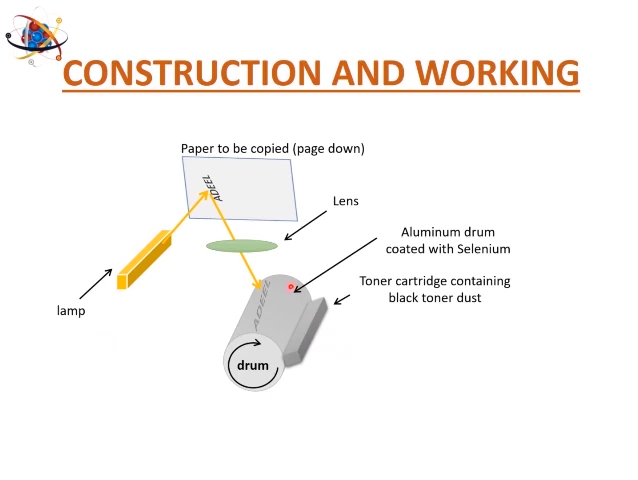 CONSTRUCTION AND WORKING
Paper to be copied (page down)
ADEEL
Lens
Aluminum drum
coated with Selenium
Toner cartridge containing
black toner dust
lamp
ADEEL
drum